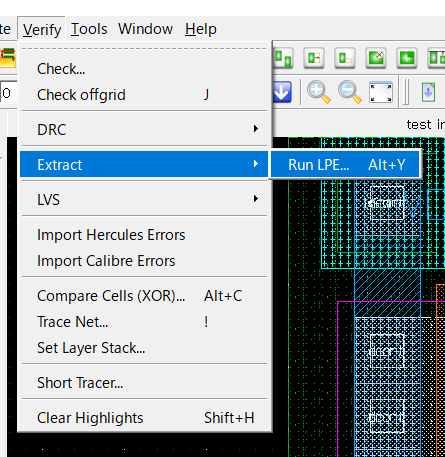 te Verify Tools Window Help
0
test in
Check...
Check offgrid J
DRC
Extract
Run LPE... Alt+Y
LVS
Import Hercules Errors
Import Calibre Errors
Compare Cells (XOR)... Alt+C
Trace Net... !
Set Layer Stack...
Short Tracer...
Clear Highlights Shift+H